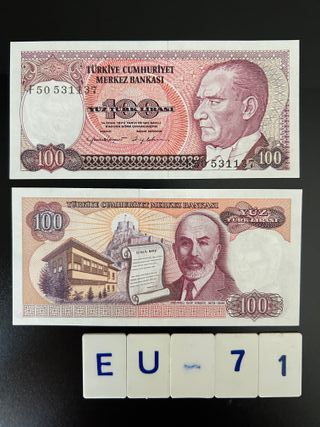 TÜRKİYE CUMHURİYET
MERKEZ BANKASI
F50 531137
100
YÜZ TÜRK LİRASI
100
F50 531137
100
TÜRKİYE CUMHURİYET MERKEZ BANKASI
100
YÜZ
TÜRK LİRASI
100
E U - 7 1